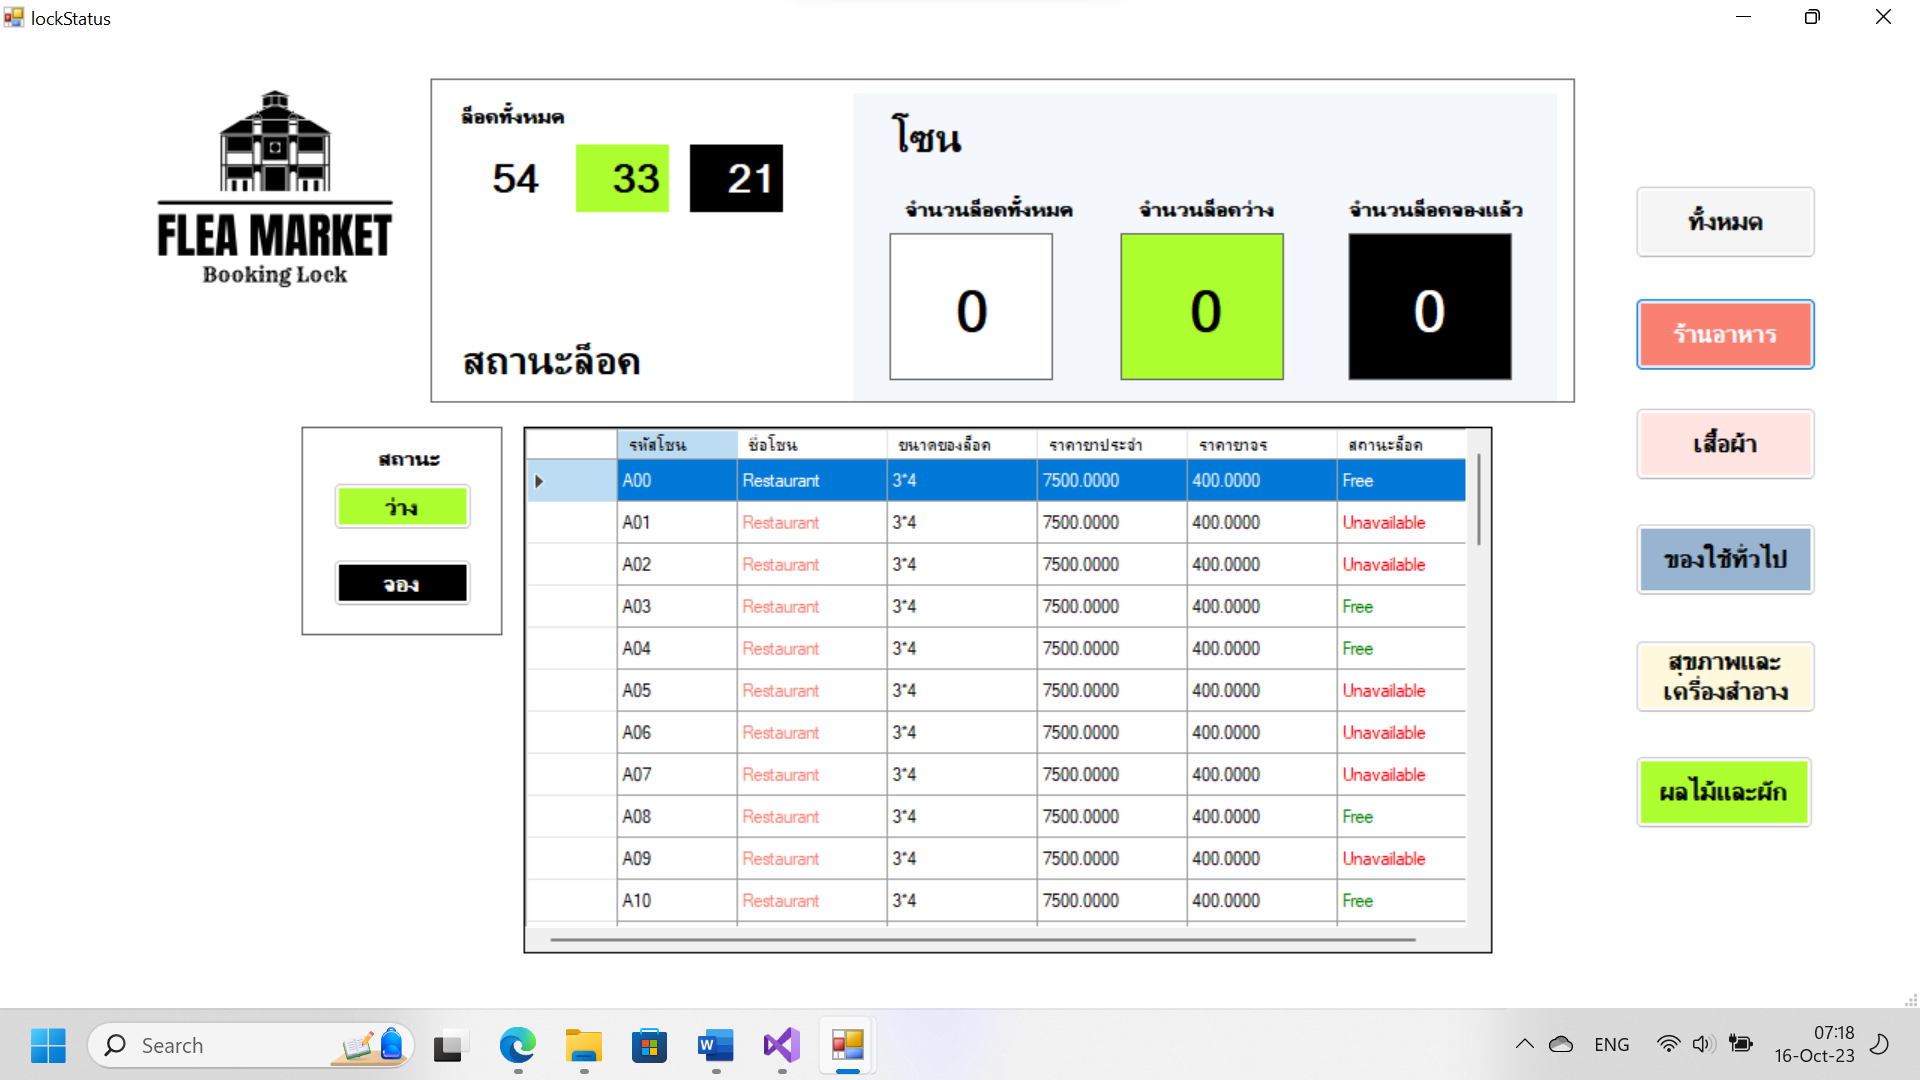 lockStatus
FLEA MARKET
Booking Lock
ล็อคทั้งหมด
54 33 21
สถานะล็อค
โซน
จำนวนล็อคทั้งหมด จำนวนล็อคว่าง จำนวนล็อคจองแล้ว
0 0 0
ทั้งหมด
ร้านอาหาร
เสื้อผ้า
ของใช้ทั่วไป
สุขภาพและ
เครื่องสำอาง
ผลไม้และผัก
สถานะ
ว่าง
จอง
รหัสโซน ชื่อโซน ขนาดของล็อค ราคาขาประจำ ราคาขาจร สถานะล็อค
A00 Restaurant 3*4 7500.0000 400.0000 Free
A01 Restaurant 3*4 7500.0000 400.0000 Unavailable
A02 Restaurant 3*4 7500.0000 400.0000 Unavailable
A03 Restaurant 3*4 7500.0000 400.0000 Free
A04 Restaurant 3*4 7500.0000 400.0000 Free
A05 Restaurant 3*4 7500.0000 400.0000 Unavailable
A06 Restaurant 3*4 7500.0000 400.0000 Unavailable
A07 Restaurant 3*4 7500.0000 400.0000 Unavailable
A08 Restaurant 3*4 7500.0000 400.0000 Free
A09 Restaurant 3*4 7500.0000 400.0000 Unavailable
A10 Restaurant 3*4 7500.0000 400.0000 Free
Search
ENG
07:18
16-Oct-23